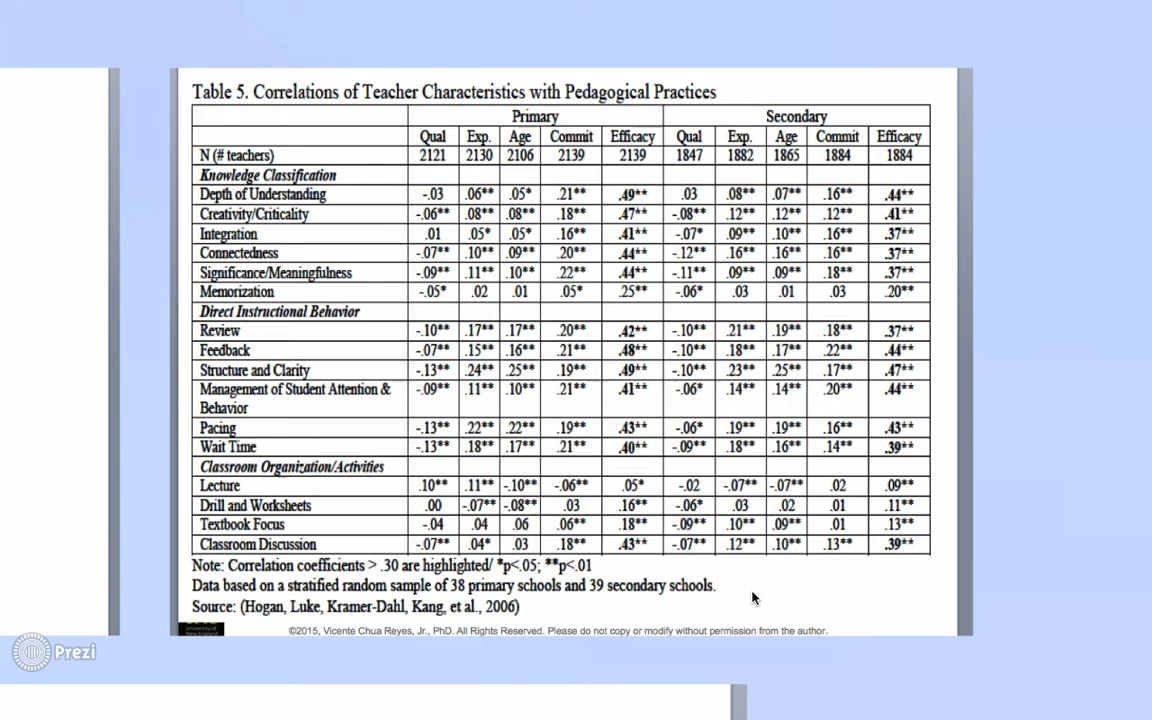 Table 5. Correlations of Teacher Characteristics with Pedagogical Practices
Primary Secondary
Qual Exp. Age Commit Efficacy Qual Exp. Age Commit Efficacy
N (# teachers) 2121 2130 2106 2139 2139 1847 1882 1865 1884 1884
Knowledge Classification
Depth of Understanding -.03 .06** .05* .21** .49** .03 .08** .07** .16** .44**
Creativity/Criticality -.06** .08** .08** .18** .47** -.08** .12** .12** .12** .41**
Integration .01 .05* .05* .16** .41** -.07* .09** .10** .16** .37**
Connectedness -.07** .10** .09** .20** .44** -.12** .16** .16** .16** .37**
Significance/Meaningfulness -.09** .11** .10** .22** .44** -.11** .09** .09** .18** .37**
Memorization -.05* .02 .01 .05* .25** -.06* .03 .01 .03 .20**
Direct Instructional Behavior
Review -.10** .17** .17** .20** .42** -.10** .21** .19** .18** .37**
Feedback -.07** .15** .16** .21** .48** -.10** .18** .17** .22** .44**
Structure and Clarity -.13** .24** .25** .19** .49** -.10** .23** .25** .17** .47**
Management of Student Attention & -.09** .11** .10** .21** .41** -.06* .14** .14** .20** .44**
Behavior
Pacing -.13** .22** .22** .19** .43** -.06* .19** .19** .16** .43**
Wait Time -.13** .18** .17** .21** .40** -.09** .18** .16** .14** .39**
Classroom Organization/Activities
Lecture .10** .11** -.10** -.06** .05* -.02 -.07** -.07** .02 .09**
Drill and Worksheets .00 -.07** -.08** .03 .16** -.06* .03 .02 .01 .11**
Textbook Focus -.04 .04 .06 .06** .18** -.09** .10** .09** .01 .13**
Classroom Discussion -.07** .04* .03 .18** .43** -.07** .12** .10** .13** .39**
Note: Correlation coefficients > .30 are highlighted/ *p<.05; **p<.01
Data based on a stratified random sample of 38 primary schools and 39 secondary schools.
Source: (Hogan, Luke, Kramer-Dahl, Kang, et al., 2006)
©2015, Vicente Chua Reyes, Jr., PhD. All Rights Reserved. Please do not copy or modify without permission from the author.
Prezi